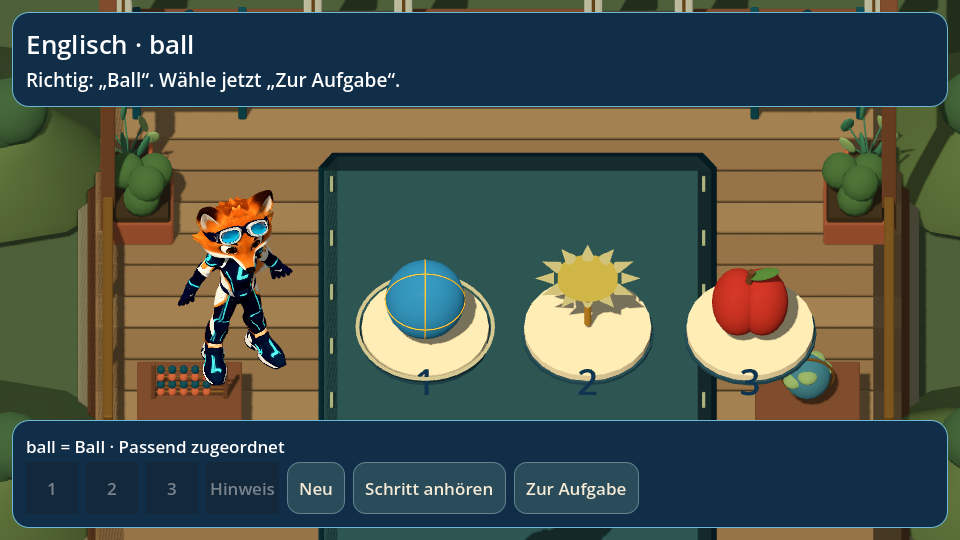 Englisch · ball
Richtig: „Ball“. Wähle jetzt „Zur Aufgabe“.
1 2 3
ball = Ball · Passend zugeordnet
1 2 3 Hinweis Neu Schritt anhören Zur Aufgabe